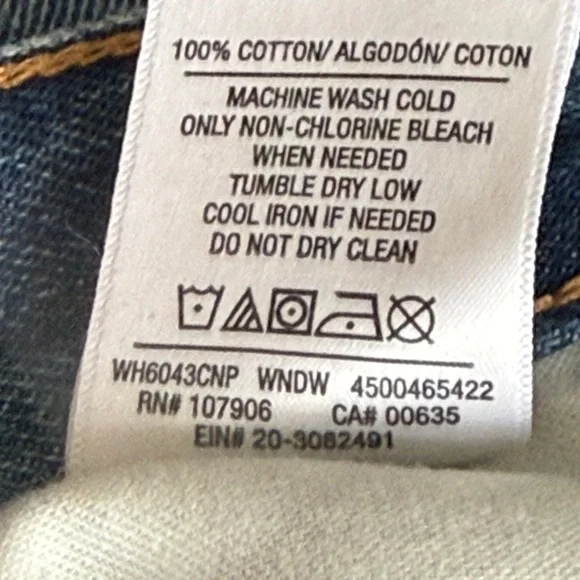 100% COTTON/ ALGODÓN/ COTON
MACHINE WASH COLD
ONLY NON-CHLORINE BLEACH
WHEN NEEDED
TUMBLE DRY LOW
COOL IRON IF NEEDED
DO NOT DRY CLEAN
WH6043CNP WNDW 4500465422
RN# 107906 CA# 00635
EIN# 20-3082491